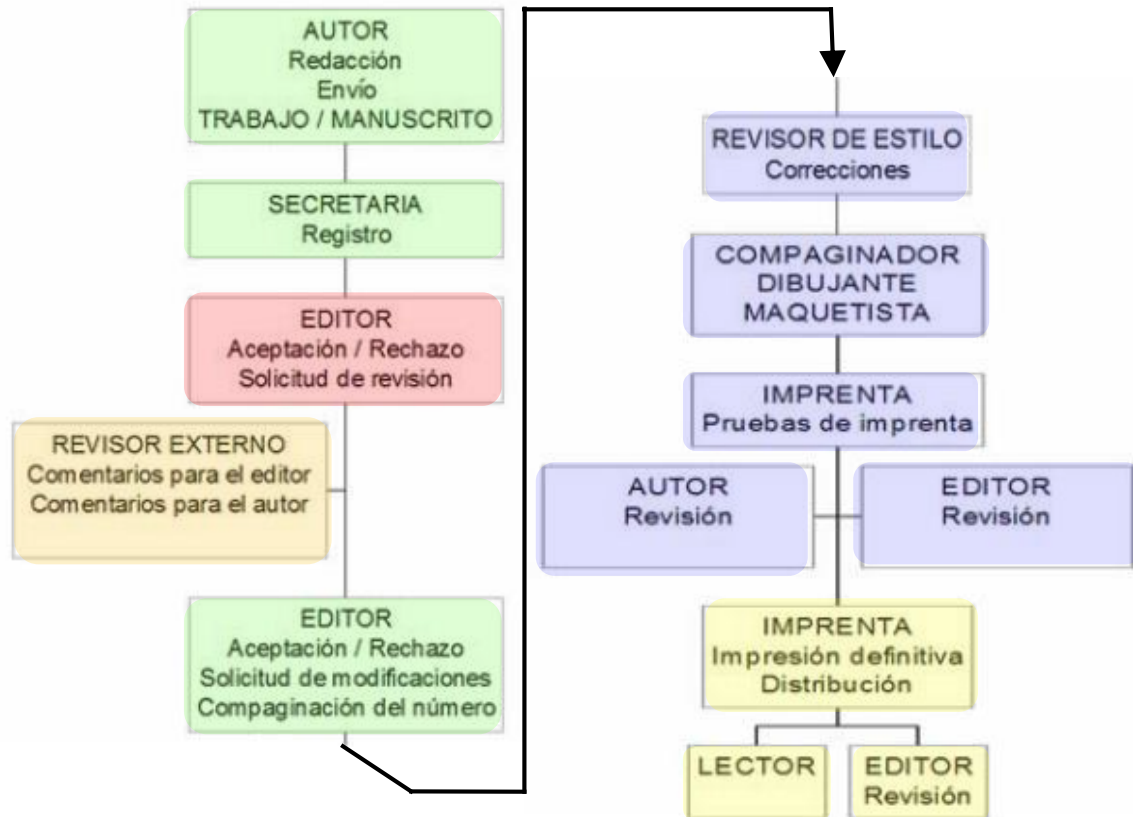 AUTOR
Redacción
Envío
TRABAJO / MANUSCRITO
SECRETARIA
Registro
EDITOR
Aceptación / Rechazo
Solicitud de revisión
REVISOR EXTERNO
Comentarios para el editor
Comentarios para el autor
EDITOR
Aceptación / Rechazo
Solicitud de modificaciones
Compaginación del número
REVISOR DE ESTILO
Correcciones
COMPAGINADOR
DIBUJANTE
MAQUETISTA
IMPRENTA
Pruebas de imprenta
AUTOR
Revisión
EDITOR
Revisión
IMPRENTA
Impresión definitiva
Distribución
LECTOR
EDITOR
Revisión